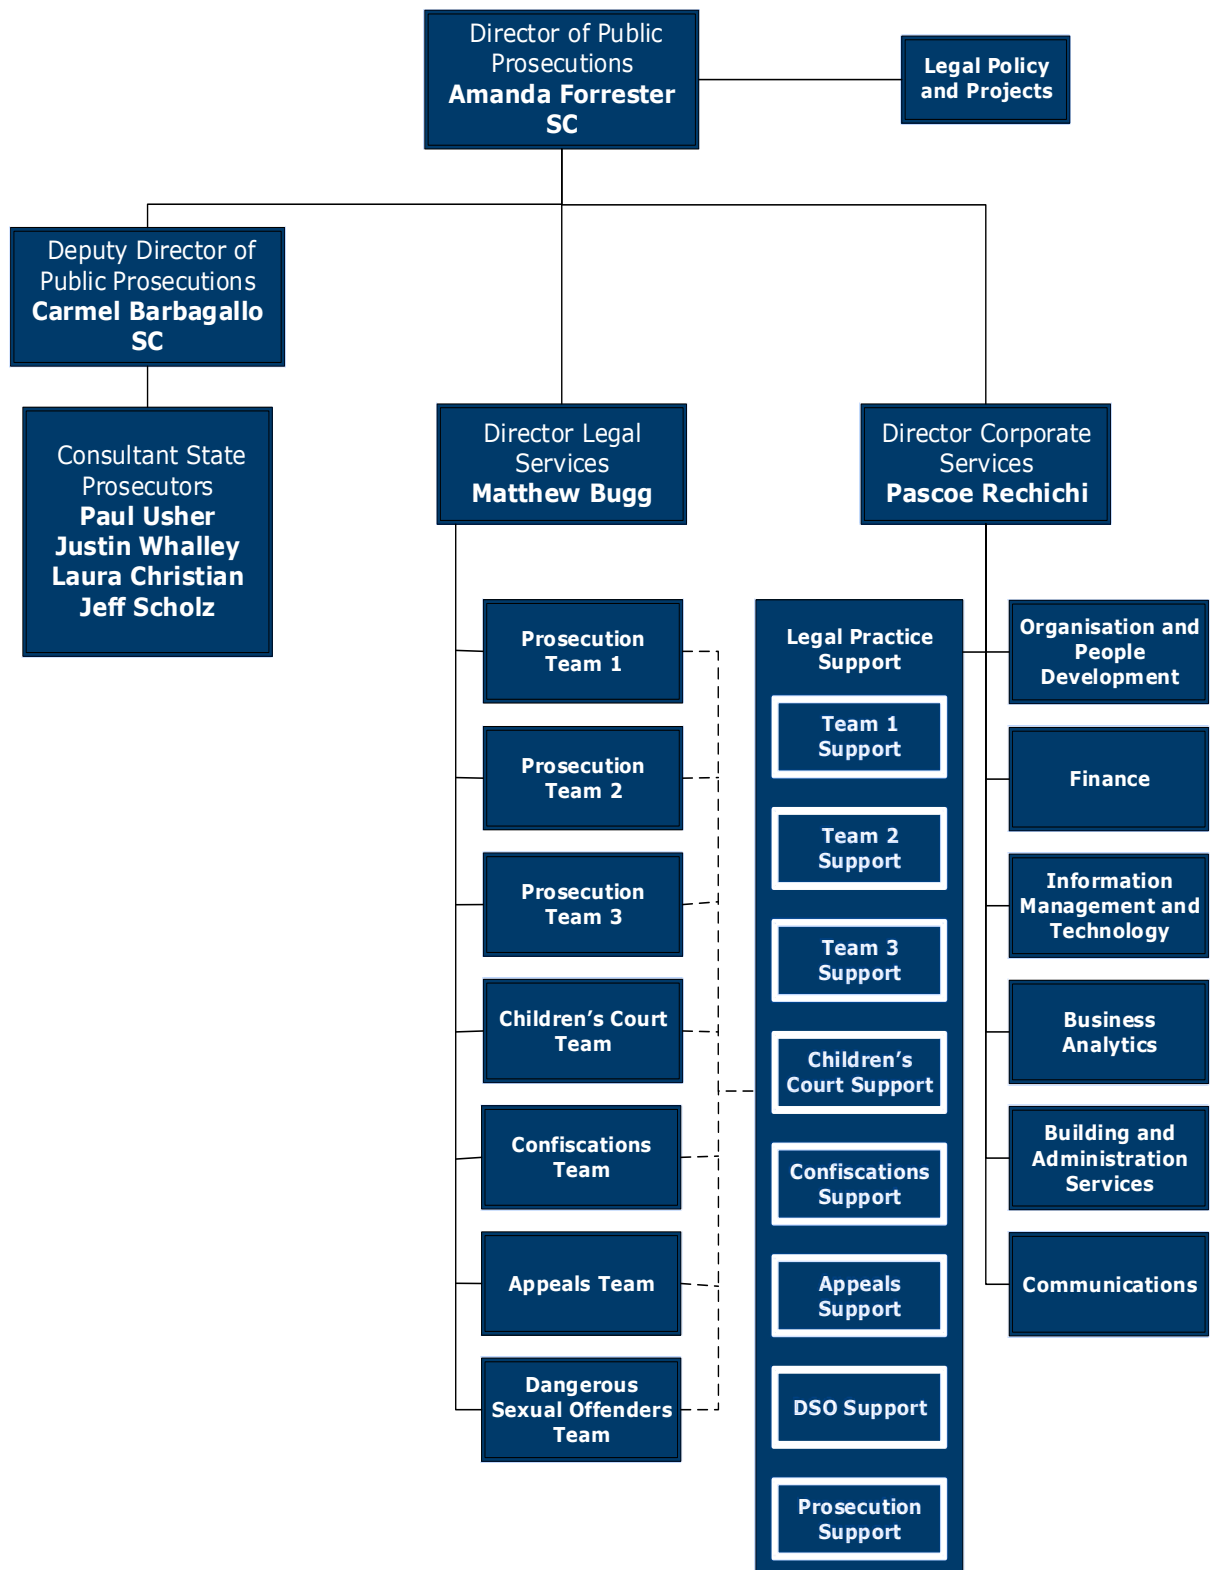 Director of Public
Prosecutions
Amanda Forrester
SC
Legal Policy
and Projects
Deputy Director of
Public Prosecutions
Carmel Barbagallo
SC
Consultant State
Prosecutors
Paul Usher
Justin Whalley
Laura Christian
Jeff Scholz
Director Legal
Services
Matthew Bugg
Director Corporate
Services
Pascoe Rechichi
Prosecution
Team 1
Prosecution
Team 2
Prosecution
Team 3
Children’s Court
Team
Confiscations
Team
Appeals Team
Dangerous
Sexual Offenders
Team
Legal Practice
Support
Team 1
Support
Team 2
Support
Team 3
Support
Children’s
Court Support
Confiscations
Support
Appeals
Support
DSO Support
Prosecution
Support
Organisation and
People
Development
Finance
Information
Management and
Technology
Business
Analytics
Building and
Administration
Services
Communications